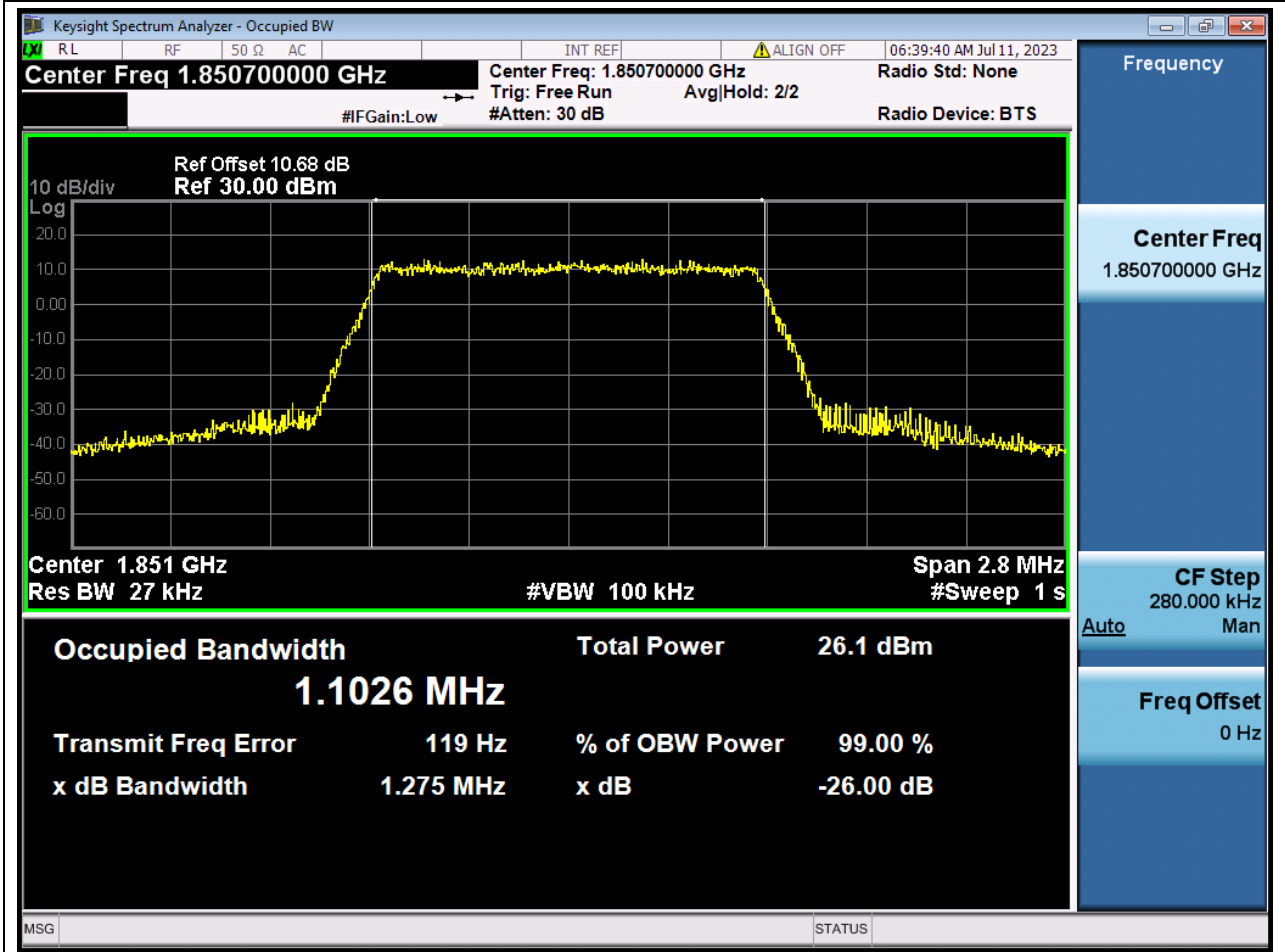 Keysight Spectrum Analyzer - Occupied BW
LXI RL RF 50 Ω AC INT REF ALIGN OFF 06:39:40 AM Jul 11, 2023
Center Freq 1.850700000 GHz
Center Freq: 1.850700000 GHz
Radio Std: None
Trig: Free Run Avg|Hold: 2/2
#IFGain:Low
#Atten: 30 dB
Radio Device: BTS
Ref Offset 10.68 dB
10 dB/div Ref 30.00 dBm
Log
20.0
10.0
0.00
-10.0
-20.0
-30.0
-40.0
-50.0
-60.0
Center 1.851 GHz
Span 2.8 MHz
Res BW 27 kHz
#VBW 100 kHz
#Sweep 1 s
Occupied Bandwidth
Total Power 26.1 dBm
1.1026 MHz
Transmit Freq Error 119 Hz
% of OBW Power 99.00 %
x dB Bandwidth 1.275 MHz
x dB -26.00 dB
MSG
STATUS
Frequency
Center Freq
1.850700000 GHz
CF Step
280.000 kHz
Auto Man
Freq Offset
0 Hz